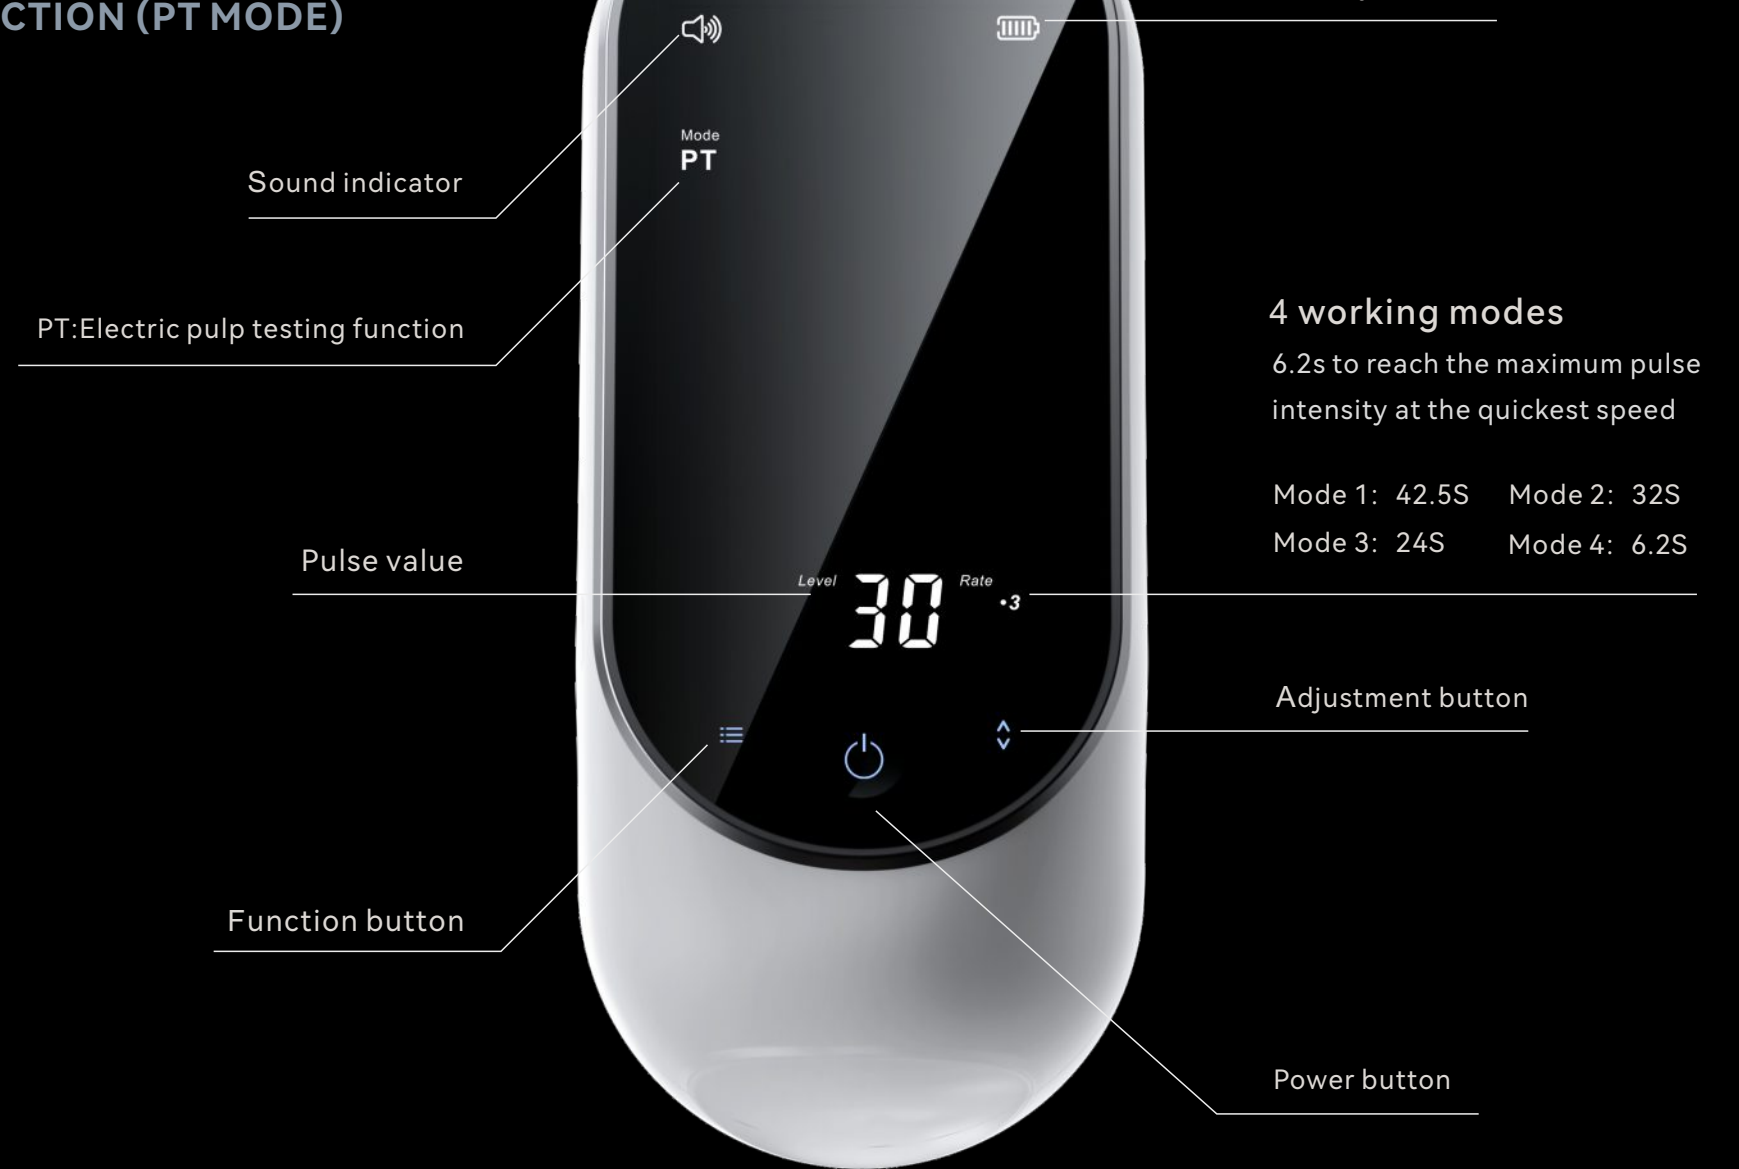 CTION (PT MODE)
Sound indicator
Mode
PT
PT:Electric pulp testing function
4 working modes
6.2s to reach the maximum pulse
intensity at the quickest speed
Mode 1: 42.5S Mode 2: 32S
Mode 3: 24S Mode 4: 6.2S
Pulse value
Level 30 Rate •3
Adjustment button
Function button
Power button